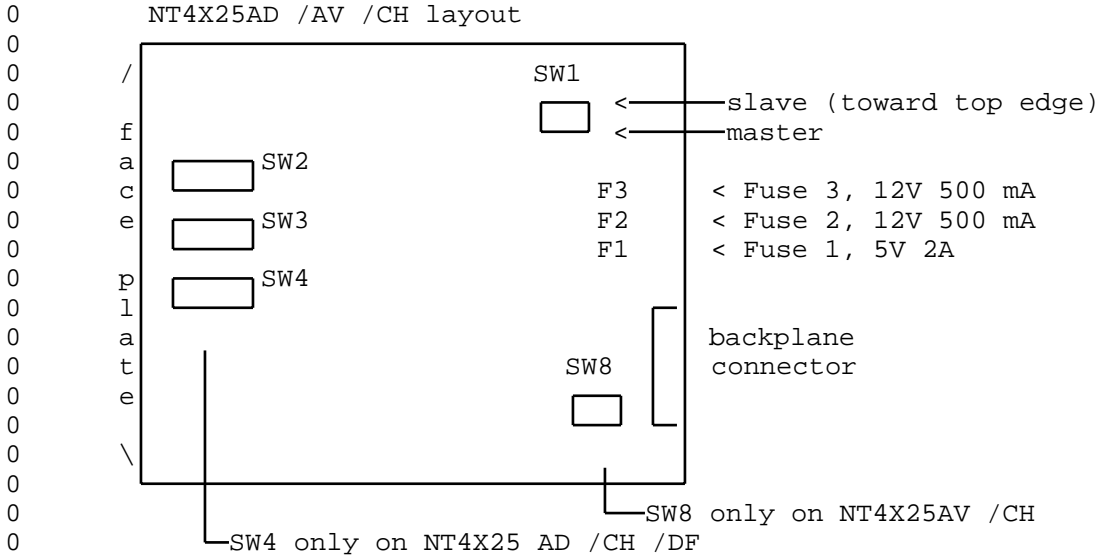 0 NT4X25AD /AV /CH layout
0
0 / SW1
0 < slave (toward top edge)
0 f < master
0 a SW2
0 c F3 < Fuse 3, 12V 500 mA
0 e SW3 F2 < Fuse 2, 12V 500 mA
0 F1 < Fuse 1, 5V 2A
0 p SW4
0 l
0 a backplane
0 t SW8 connector
0 e
0
0 \
0
0 SW8 only on NT4X25AV /CH
0 SW4 only on NT4X25 AD /CH /DF